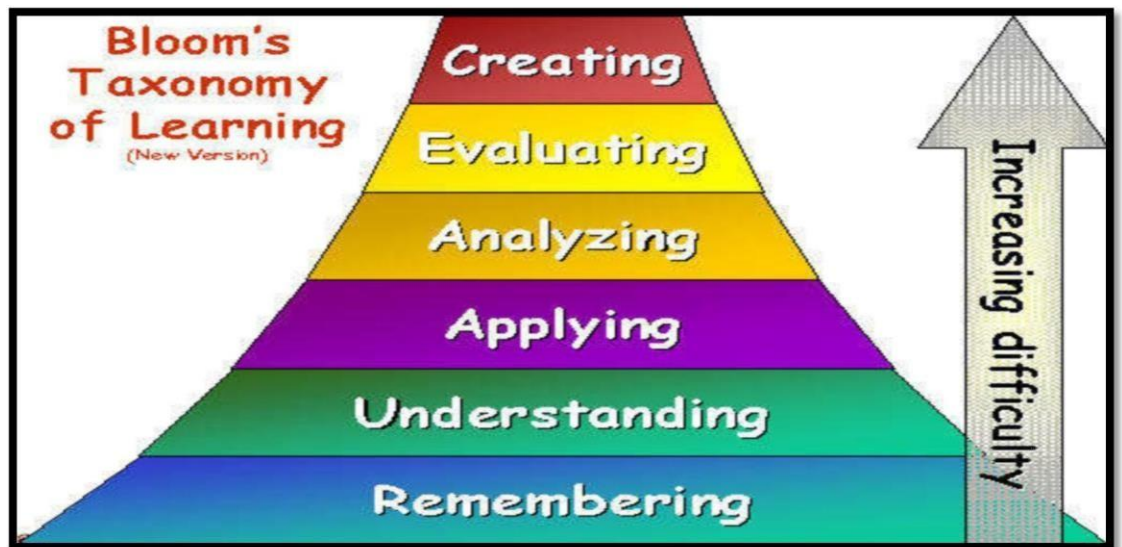 Bloom's
Taxonomy
of Learning
(New Version)
Creating
Evaluating
Analyzing
Applying
Understanding
Remembering
Increasing difficulty